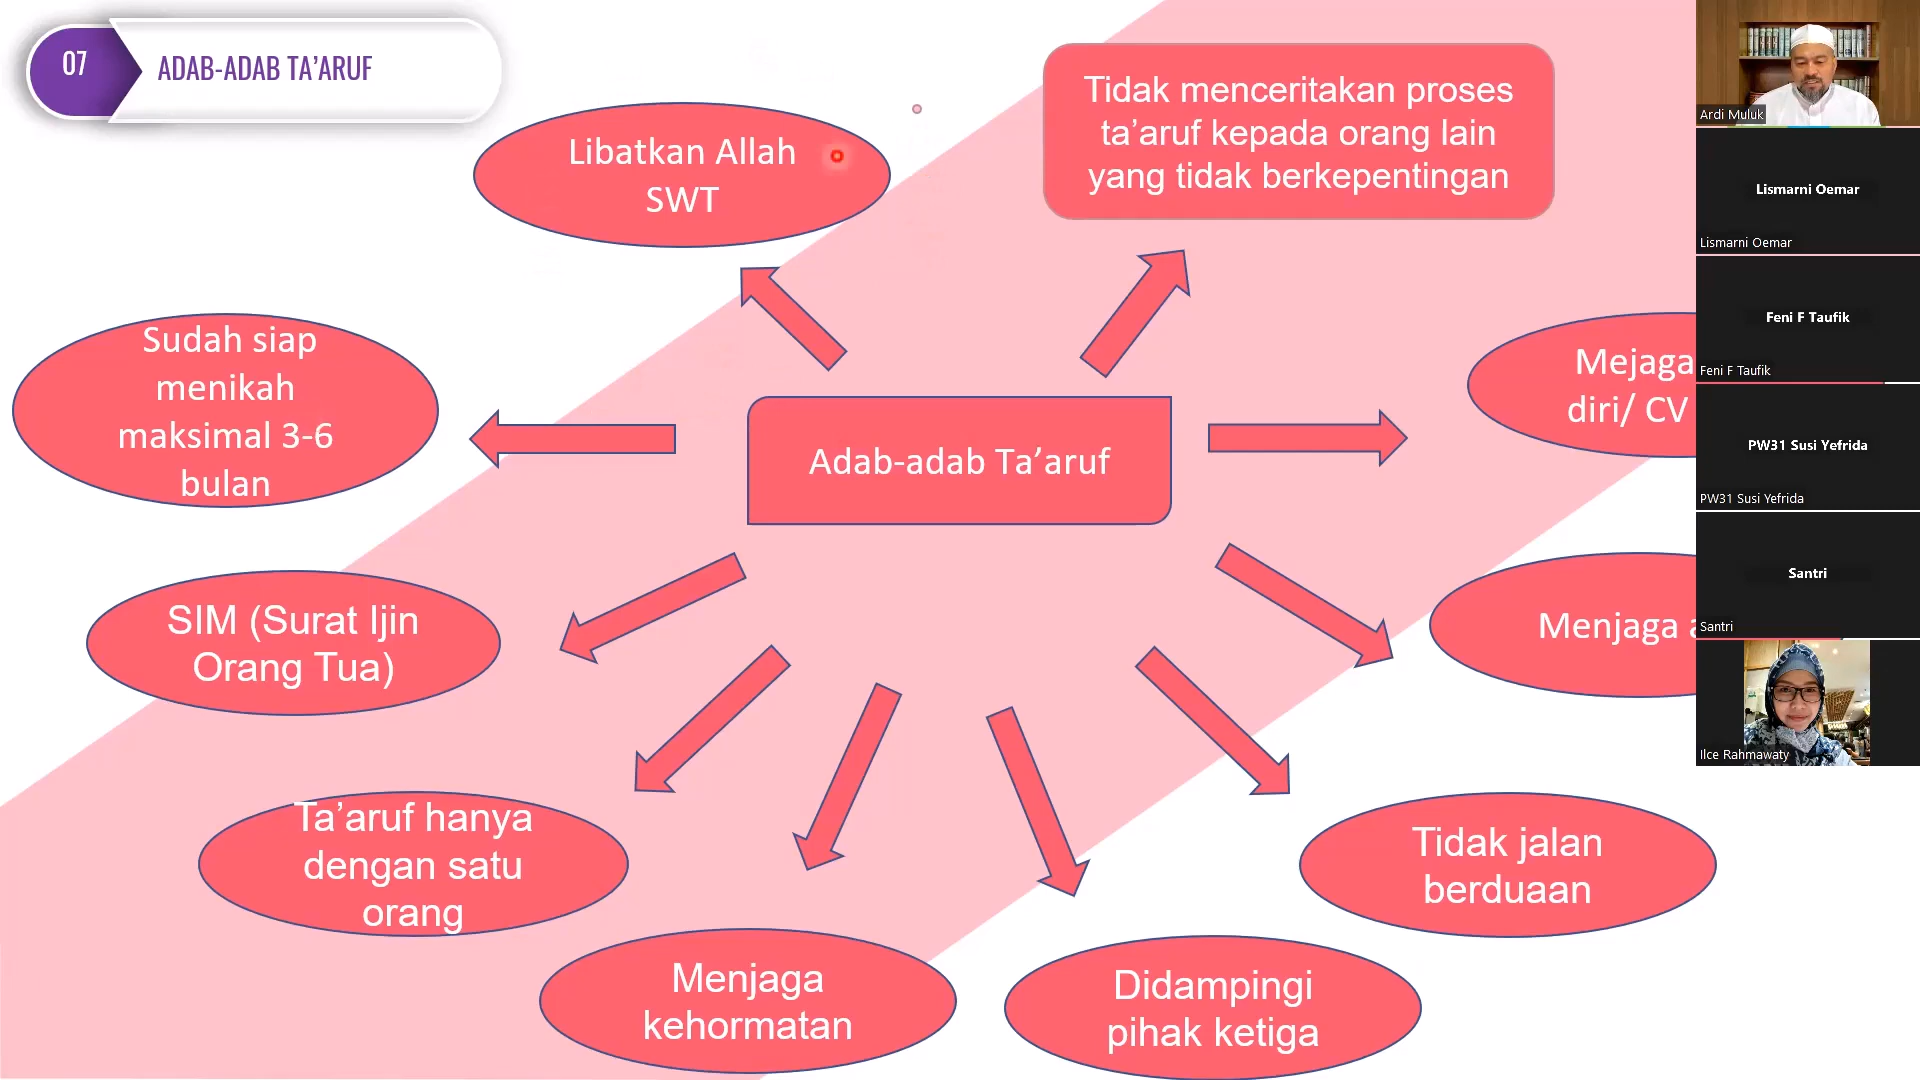 07
ADAB-ADAB TA’ARUF
Libatkan Allah
SWT
Tidak menceritakan proses
ta’aruf kepada orang lain
yang tidak berkepentingan
Sudah siap
menikah
maksimal 3-6
bulan
Mejaga
diri/ CV
Adab-adab Ta’aruf
SIM (Surat Ijin
Orang Tua)
Menjaga
Ta’aruf hanya
dengan satu
orang
Tidak jalan
berduaan
Menjaga
kehormatan
Didampingi
pihak ketiga
Ardi Muluk
Lismarni Oemar
Lismarni Oemar
Feni F Taufik
Feni F Taufik
PW31 Susi Yefrida
PW31 Susi Yefrida
Santri
Santri
Ilce Rahmawaty